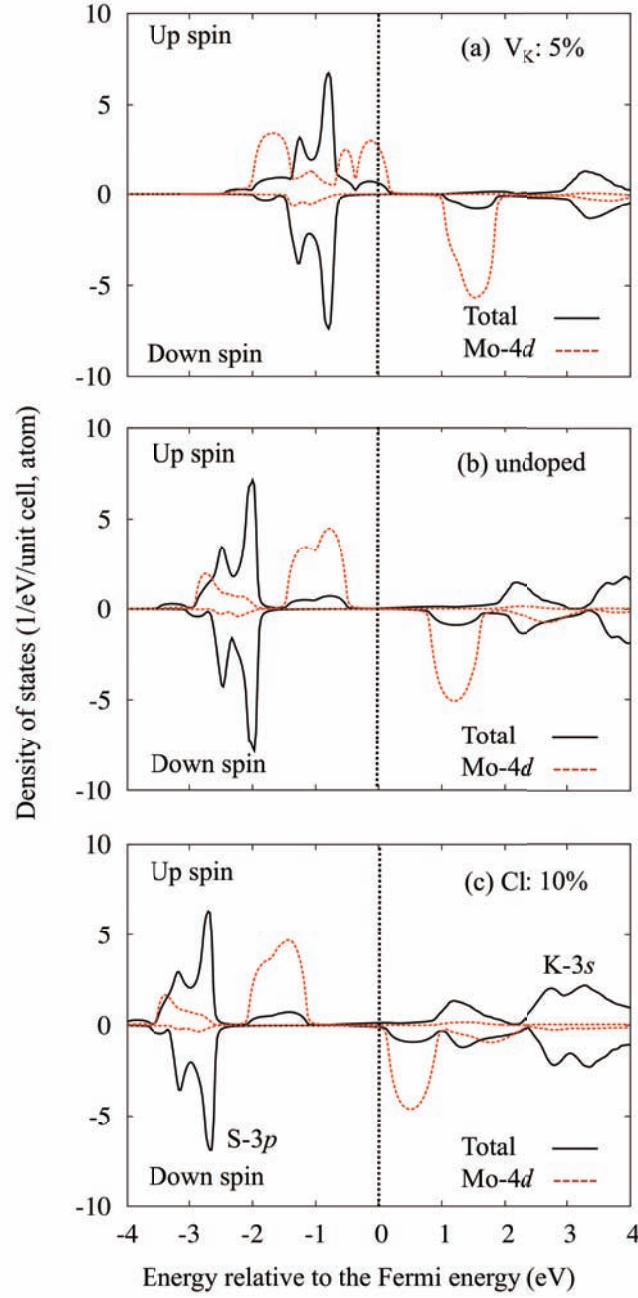 10
Up spin
(a) V_K: 5%
5
0
-5
Total
Mo-4d
Down spin
-10
10
Up spin
(b) undoped
5
0
-5
Total
Mo-4d
Down spin
-10
10
Up spin
(c) Cl: 10%
5
K-3s
0
-5
S-3p
Total
Mo-4d
Down spin
-10
-4 -3 -2 -1 0 1 2 3 4
Energy relative to the Fermi energy (eV)
Density of states (1/eV/unit cell, atom)